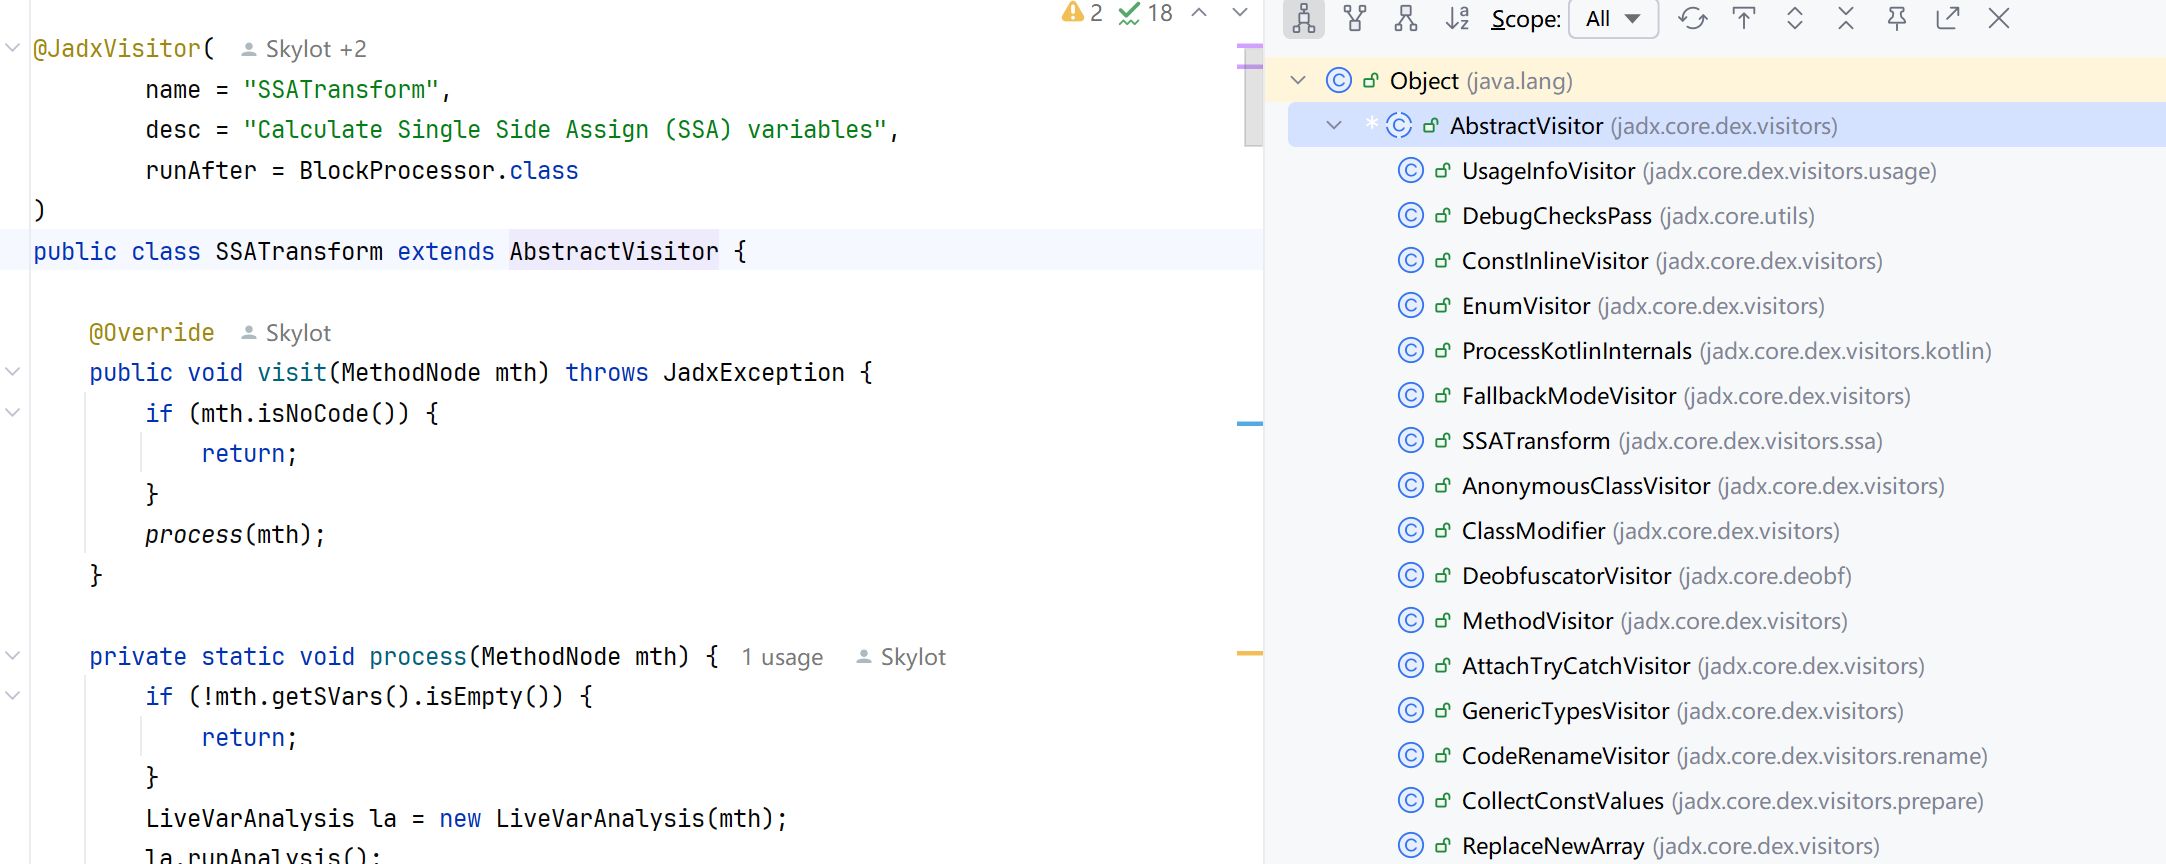 2 18
@JadxVisitor( Skylot +2
name = "SSATransform",
desc = "Calculate Single Side Assign (SSA) variables",
runAfter = BlockProcessor.class
)
public class SSATransform extends AbstractVisitor {
@Override Skylot
public void visit(MethodNode mth) throws JadxException {
if (mth.isNoCode()) {
return;
}
process(mth);
}
private static void process(MethodNode mth) { 1 usage Skylot
if (!mth.getSVars().isEmpty()) {
return;
}
LiveVarAnalysis la = new LiveVarAnalysis(mth);
la.runAnalysis();
Scope: All
Object (java.lang)
AbstractVisitor (jadx.core.dex.visitors)
UsageInfoVisitor (jadx.core.dex.visitors.usage)
DebugChecksPass (jadx.core.utils)
ConstInlineVisitor (jadx.core.dex.visitors)
EnumVisitor (jadx.core.dex.visitors)
ProcessKotlinInternals (jadx.core.dex.visitors.kotlin)
FallbackModeVisitor (jadx.core.dex.visitors)
SSATransform (jadx.core.dex.visitors.ssa)
AnonymousClassVisitor (jadx.core.dex.visitors)
ClassModifier (jadx.core.dex.visitors)
DeobfuscatorVisitor (jadx.core.deobf)
MethodVisitor (jadx.core.dex.visitors)
AttachTryCatchVisitor (jadx.core.dex.visitors)
GenericTypesVisitor (jadx.core.dex.visitors)
CodeRenameVisitor (jadx.core.dex.visitors.rename)
CollectConstValues (jadx.core.dex.visitors.prepare)
ReplaceNewArray (jadx.core.dex.visitors)